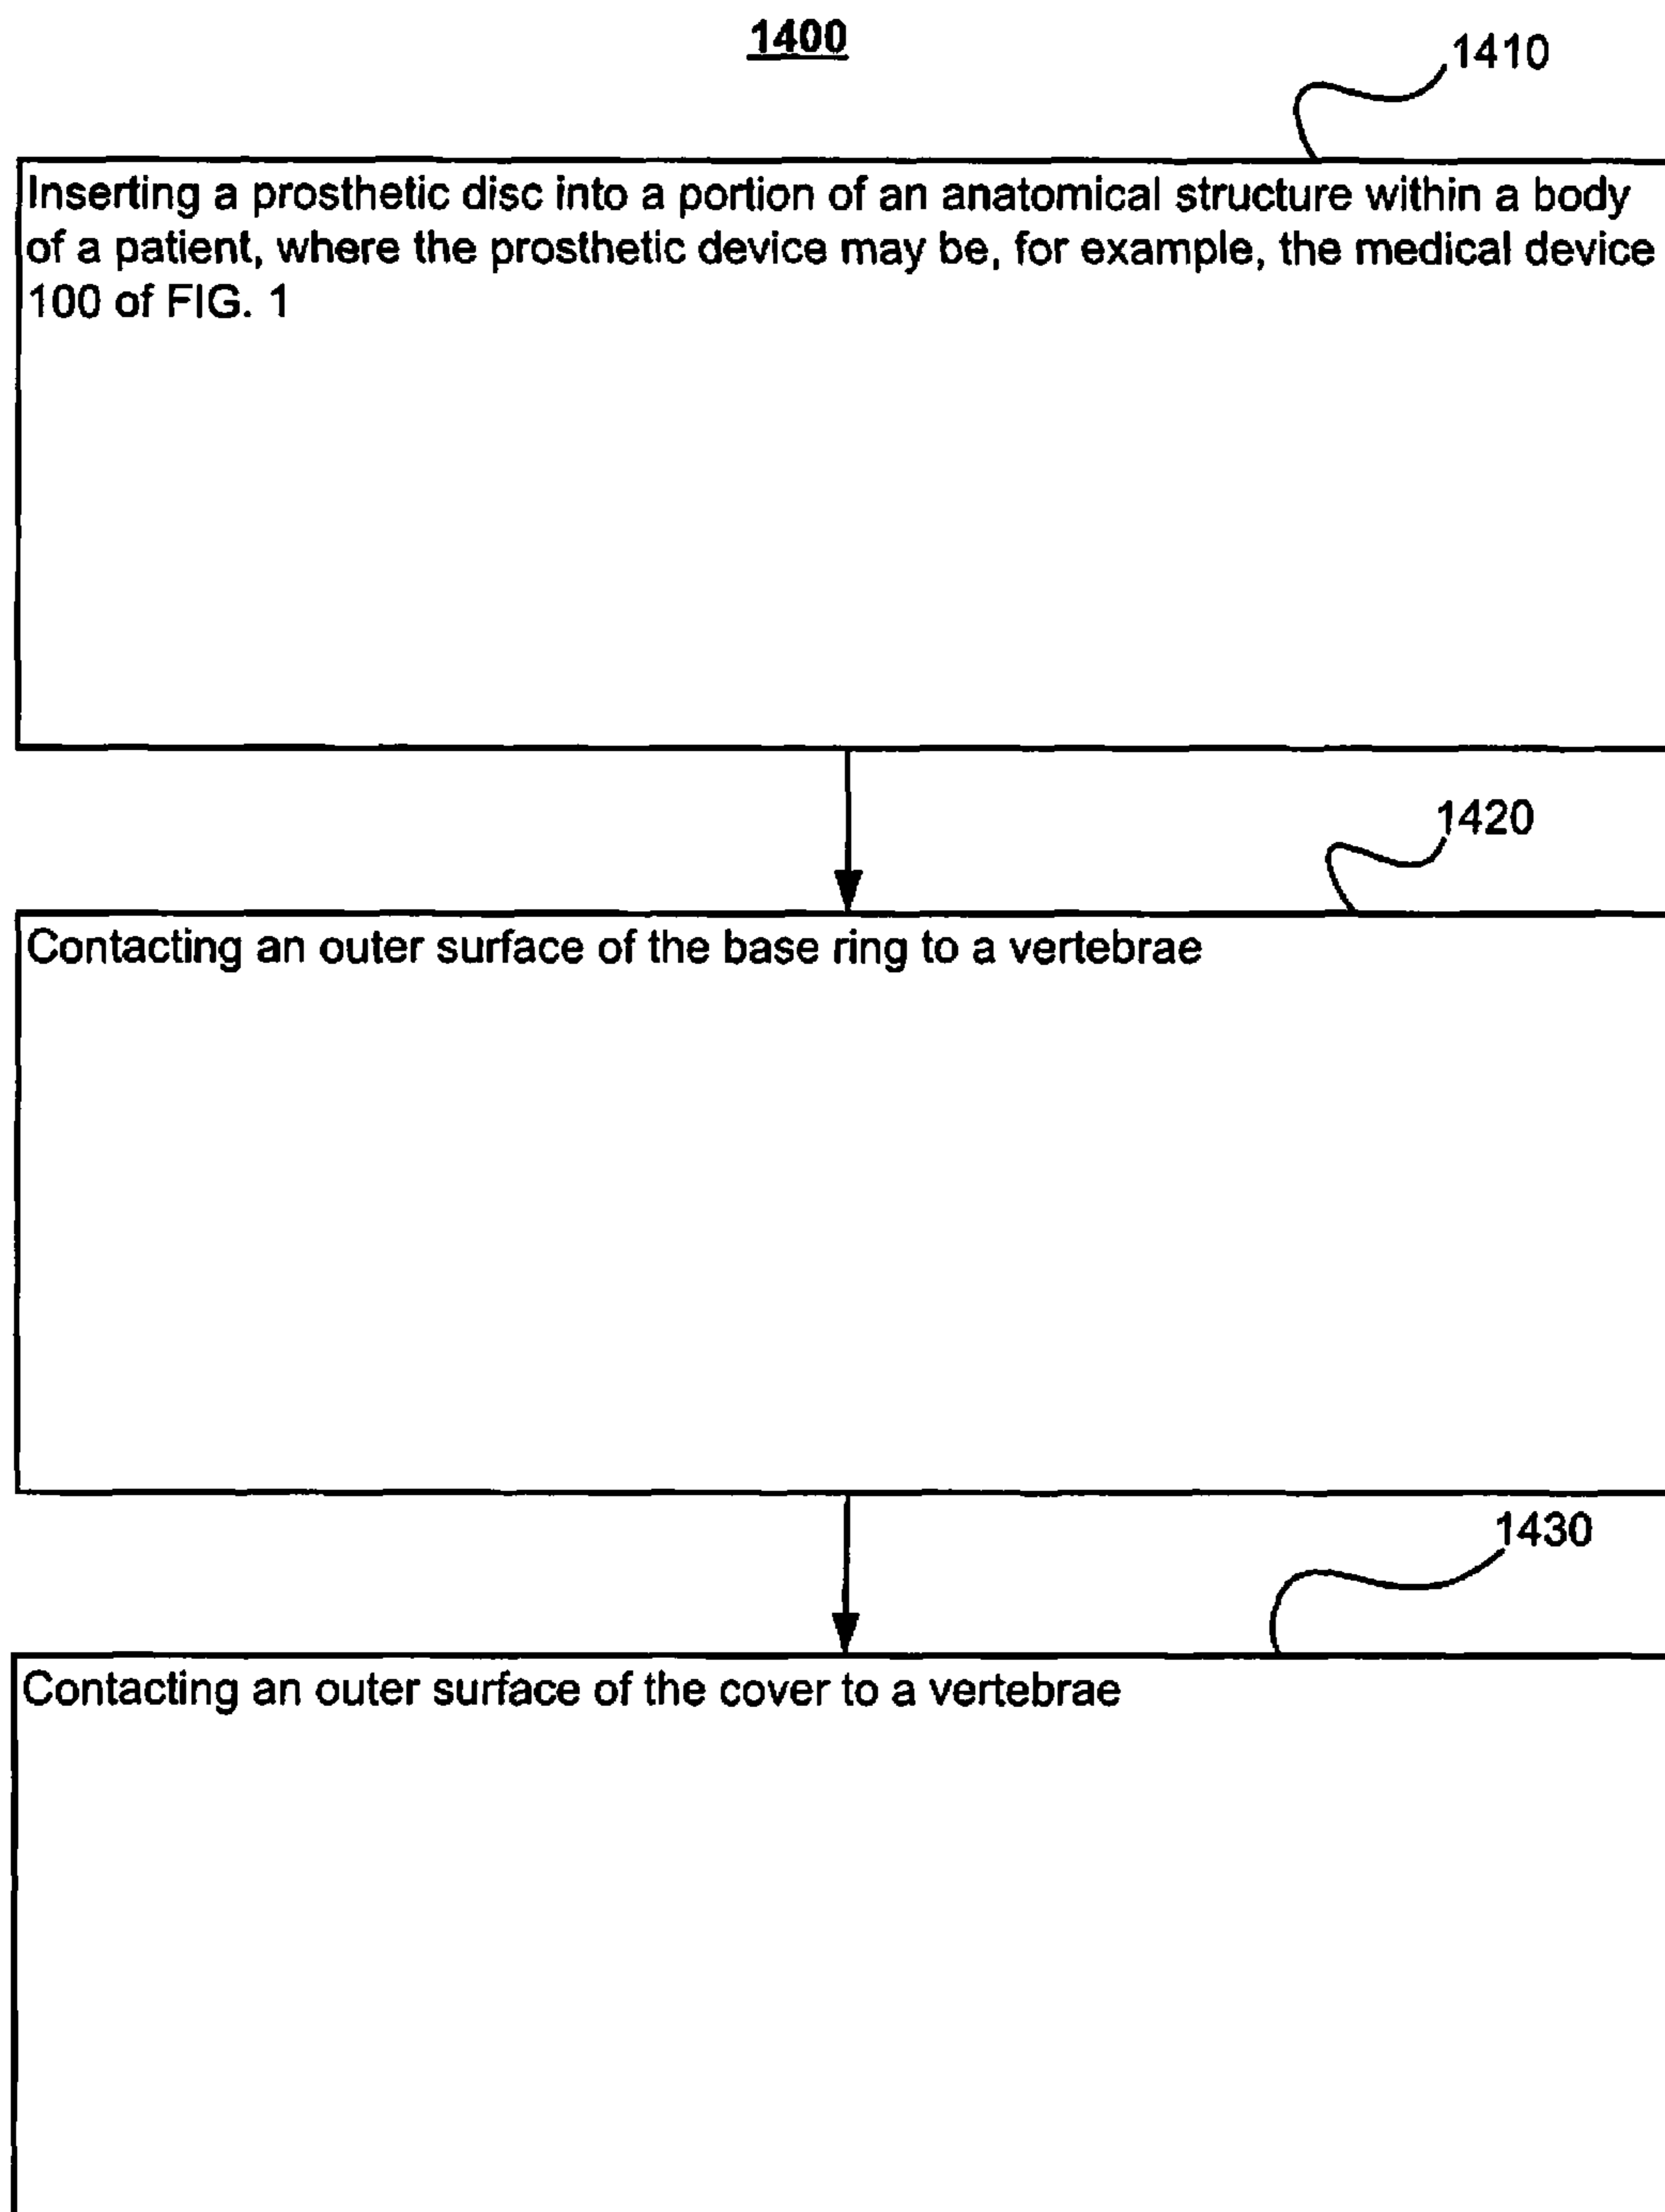 1400
1410
Inserting a prosthetic disc into a portion of an anatomical structure within a body
of a patient, where the prosthetic device may be, for example, the medical device
100 of FIG. 1
1420
Contacting an outer surface of the base ring to a vertebrae
1430
Contacting an outer surface of the cover to a vertebrae